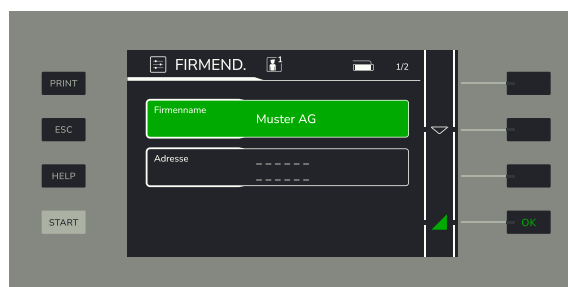 FIRMEND.
1
1/2
PRINT
Firmenname
Muster AG
ESC
Adresse
_ _ _ _ _ _
_ _ _ _ _ _
HELP
START
OK